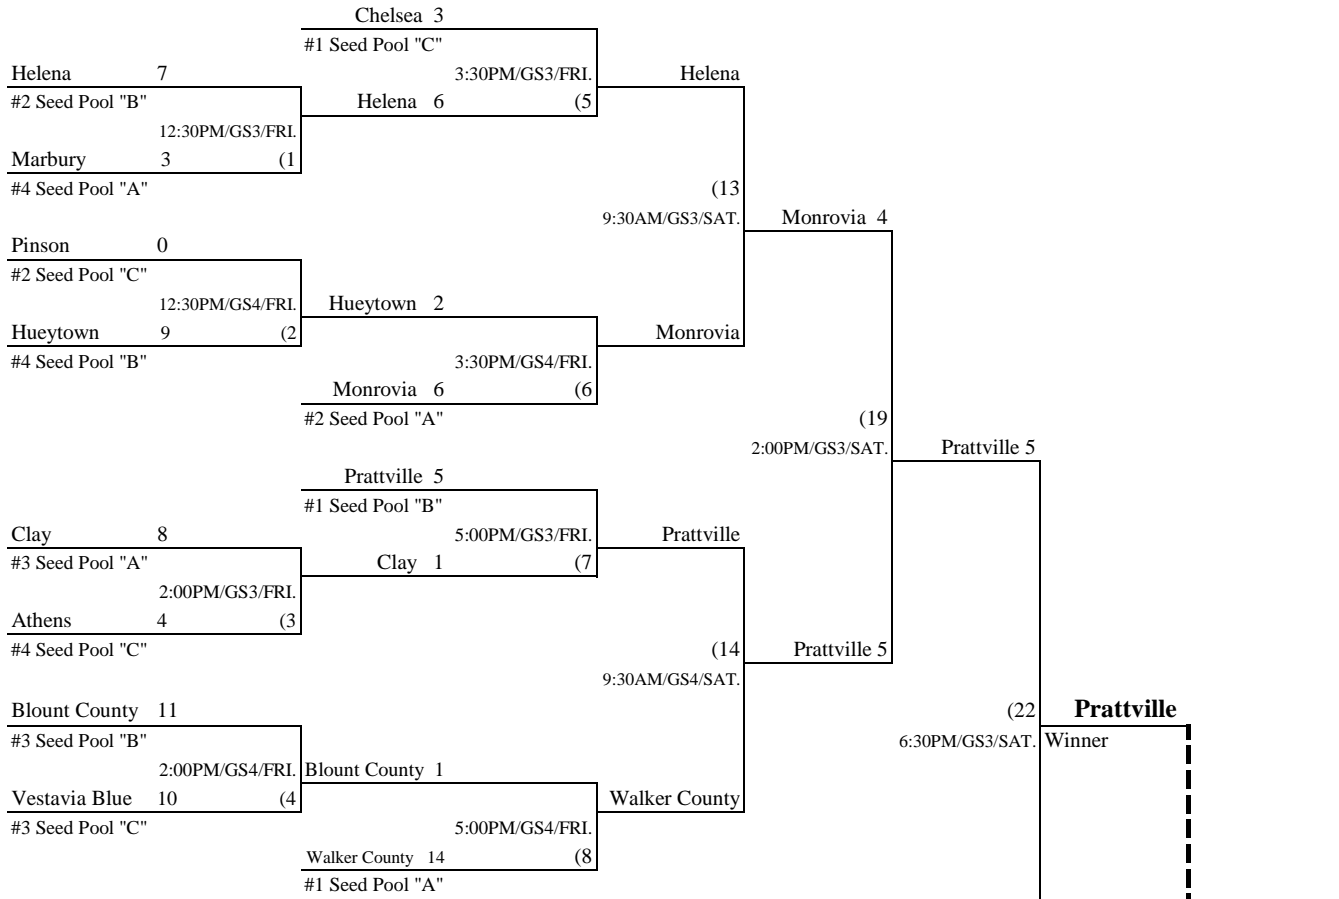 Chelsea 3
#1 Seed Pool "C"
Helena 7
3:30PM/GS3/FRI.
Helena
#2 Seed Pool "B"
Helena 6
(5
12:30PM/GS3/FRI.
Marbury 3
(1
#4 Seed Pool "A"
(13
9:30AM/GS3/SAT.
Monrovia 4
Pinson 0
#2 Seed Pool "C"
12:30PM/GS4/FRI.
Hueytown 2
Hueytown 9
(2
Monrovia
#4 Seed Pool "B"
3:30PM/GS4/FRI.
Monrovia 6
(6
#2 Seed Pool "A"
(19
2:00PM/GS3/SAT.
Prattville 5
Prattville 5
#1 Seed Pool "B"
Clay 8
5:00PM/GS3/FRI.
Prattville
#3 Seed Pool "A"
Clay 1
(7
2:00PM/GS3/FRI.
Athens 4
(3
#4 Seed Pool "C"
(14
Prattville 5
9:30AM/GS4/SAT.
Blount County 11
(22
Prattville
#3 Seed Pool "B"
6:30PM/GS3/SAT.
Winner
2:00PM/GS4/FRI.
Blount County 1
Vestavia Blue 10
(4
Walker County
#3 Seed Pool "C"
5:00PM/GS4/FRI.
Walker County 14
(8
#1 Seed Pool "A"